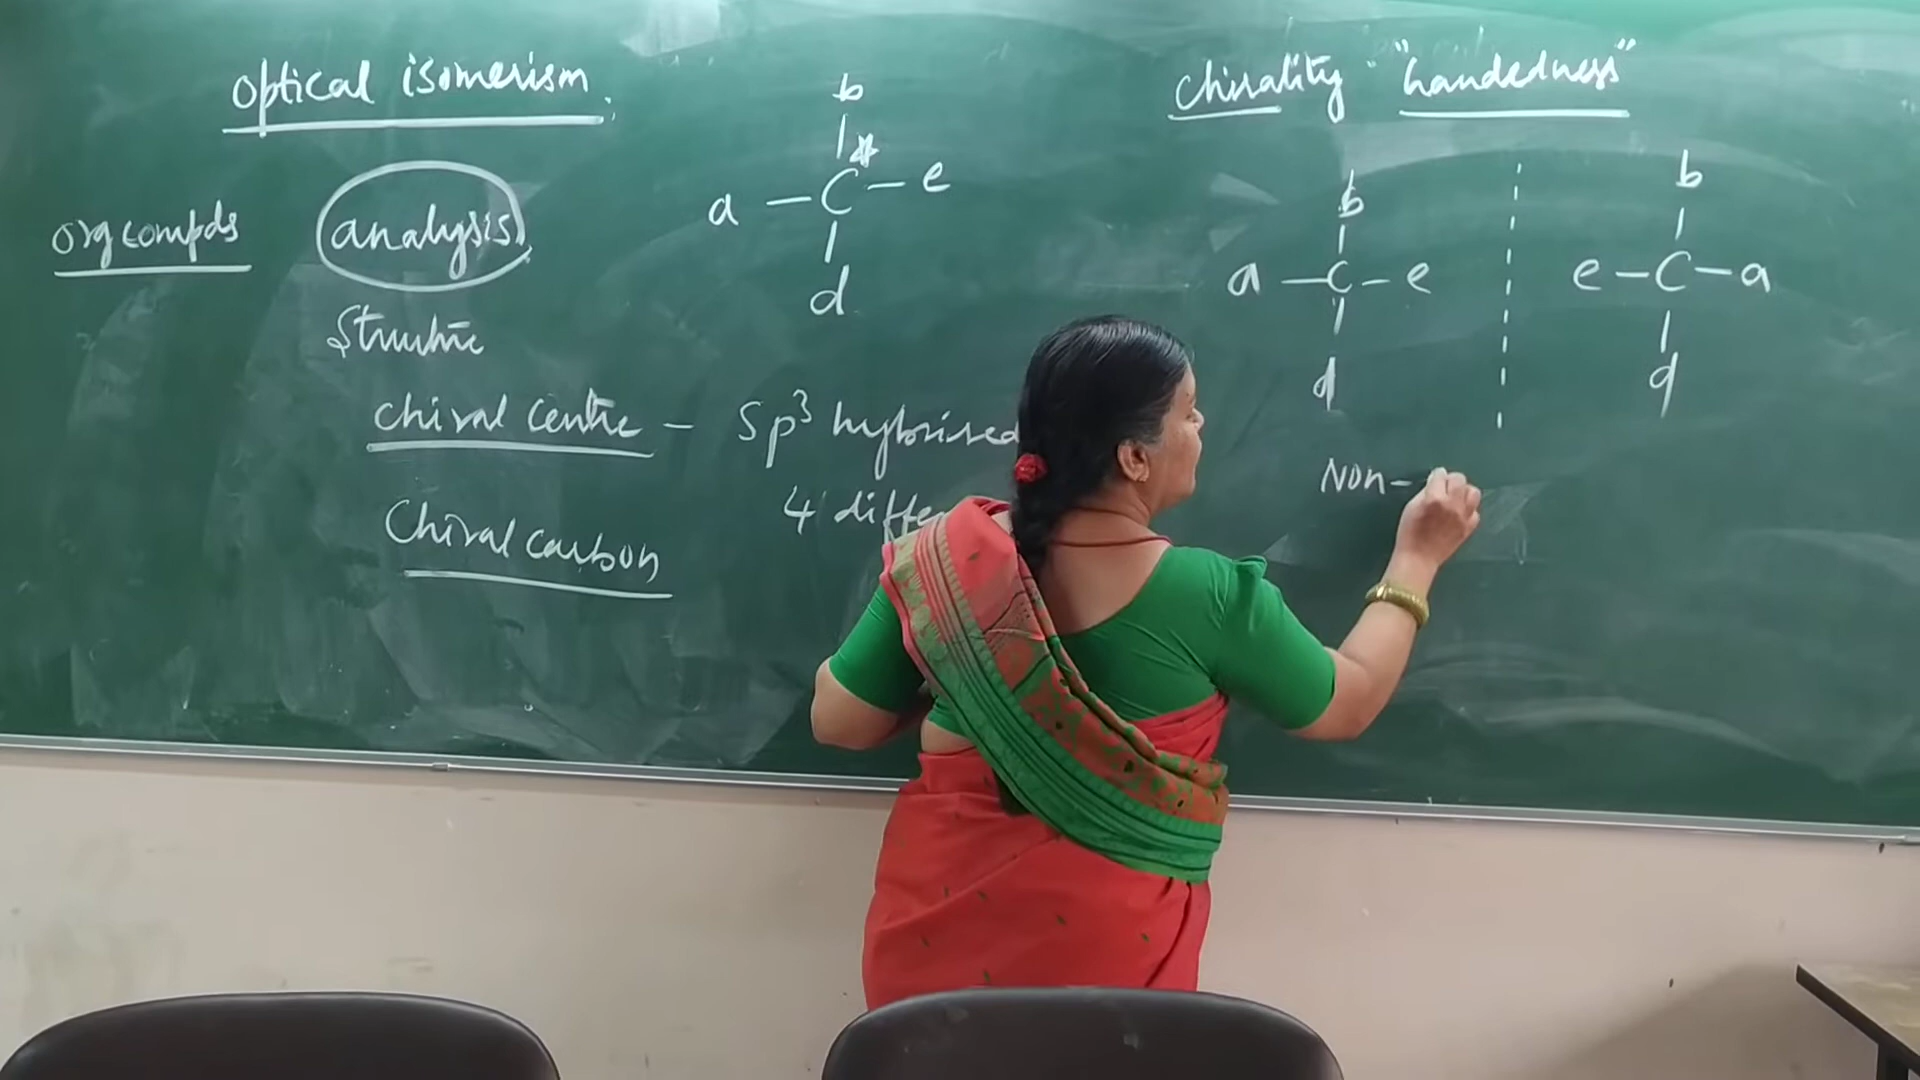 Optical isomerism.
org compds
analysis
Structure
b
a – C* – e
d
Chiral Centre – Sp³ hybrised
4 diffe
Chiral carbon
Chirality "handedness"
b
a – C – e
d
b
e – C – a
d
Non-